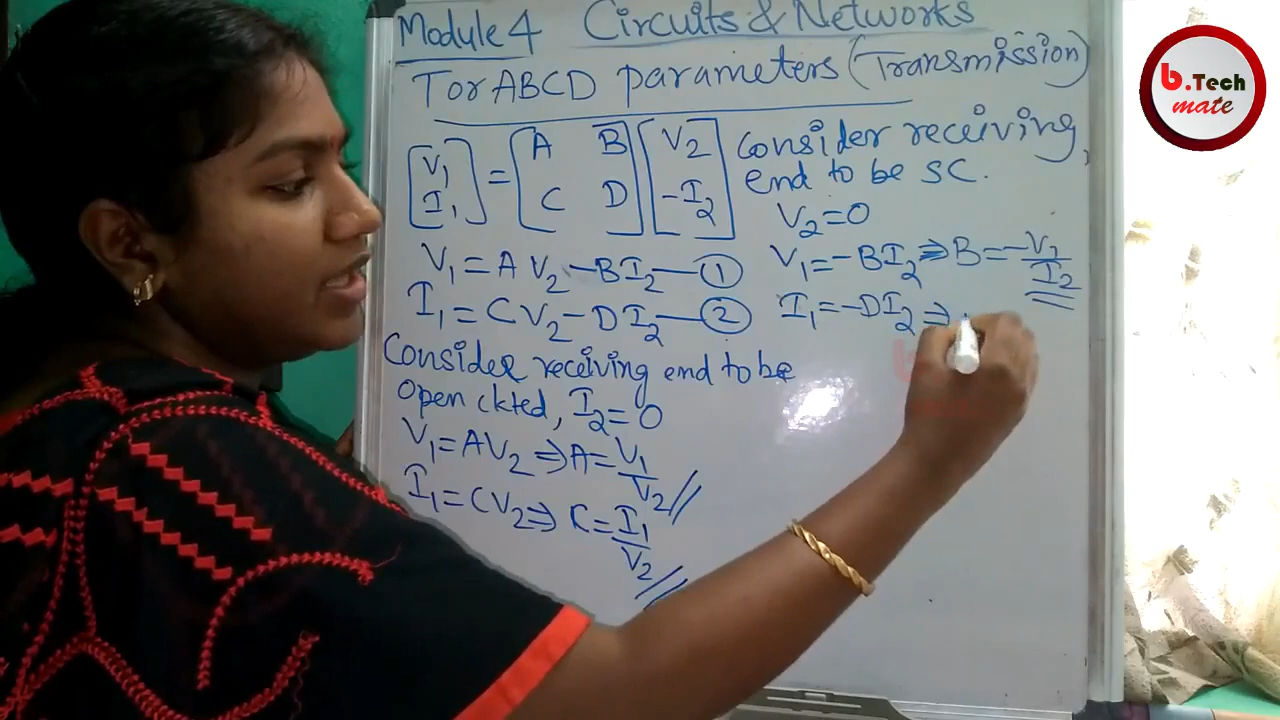 Module 4 Circuits & Networks
T or ABCD parameters (Transmission)
[V1 I1] = [A B C D] [V2 -I2]
V1 = A V2 - BI2 — 1
I1 = CV2 - DI2 — 2
Consider receiving end to be
open ckted, I2 = 0
V1 = AV2 ⇒ A = V1/V2 //
I1 = CV2 ⇒ C = I1/V2 //
Consider receiving
end to be SC.
V2 = 0
V1 = -BI2 ⇒ B = -V1/I2
I1 = -DI2 ⇒
b.Tech
mate